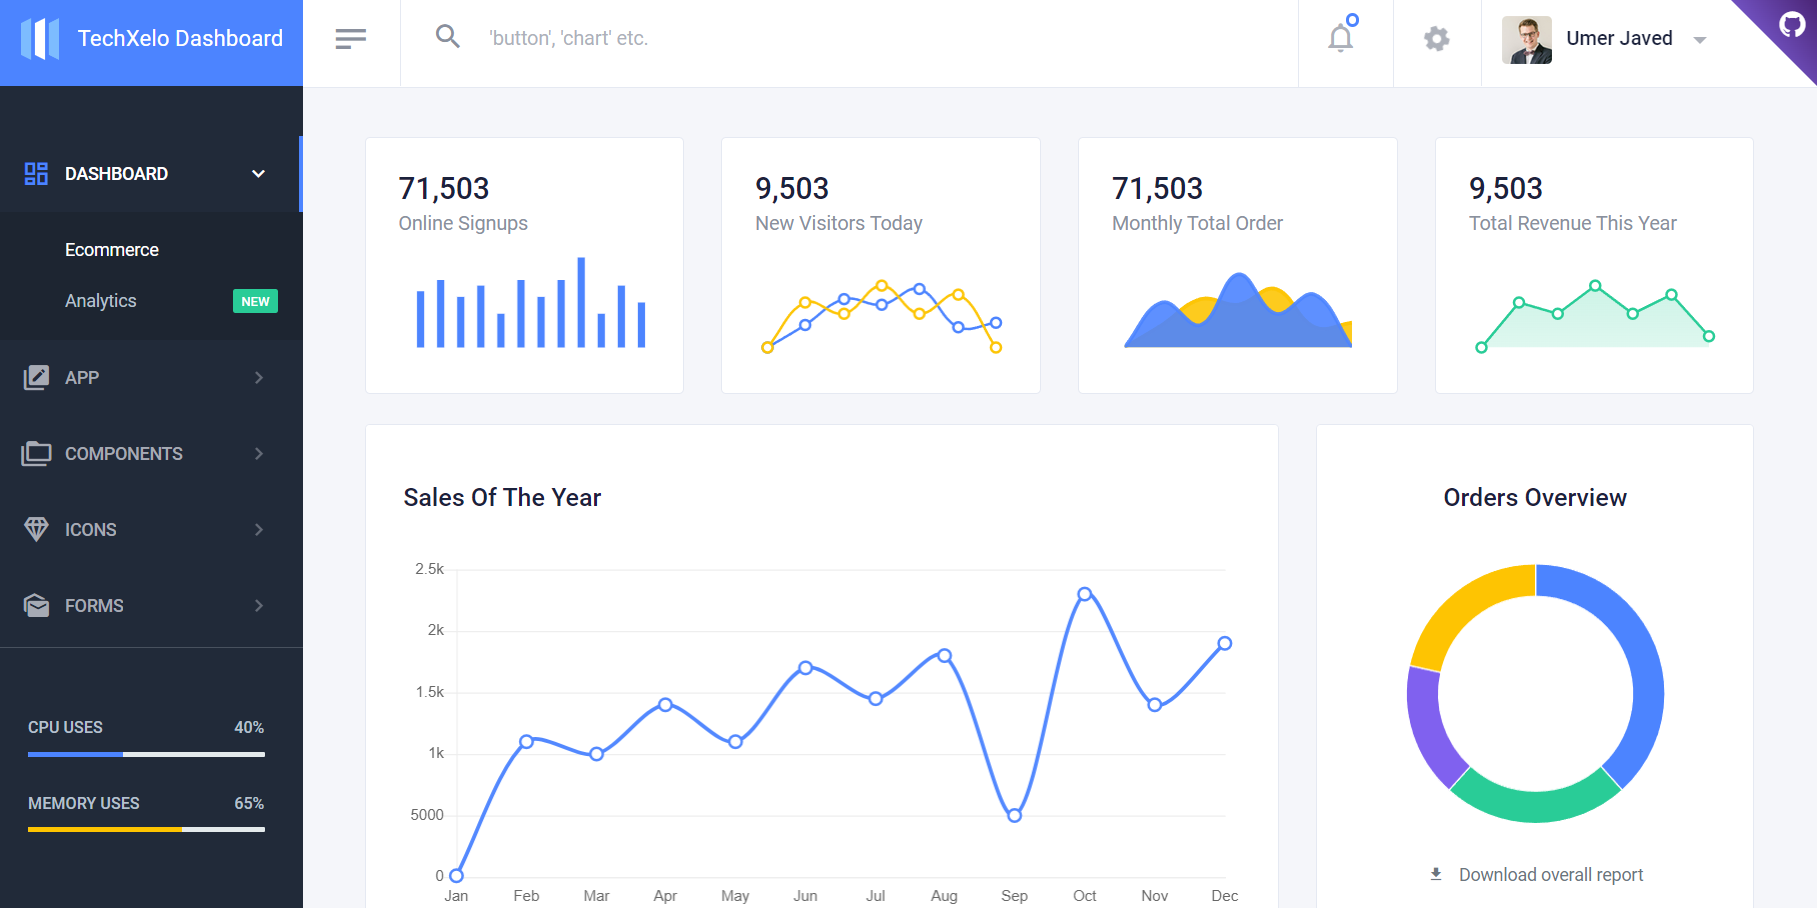 TechXelo Dashboard
'button', 'chart' etc.
Umer Javed
DASHBOARD
Ecommerce
Analytics NEW
APP
COMPONENTS
ICONS
FORMS
CPU USES 40%
MEMORY USES 65%
71,503
Online Signups
9,503
New Visitors Today
71,503
Monthly Total Order
9,503
Total Revenue This Year
Sales Of The Year
2.5k
2k
1.5k
1k
5000
0
Jan Feb Mar Apr May Jun Jul Aug Sep Oct Nov Dec
Orders Overview
Download overall report